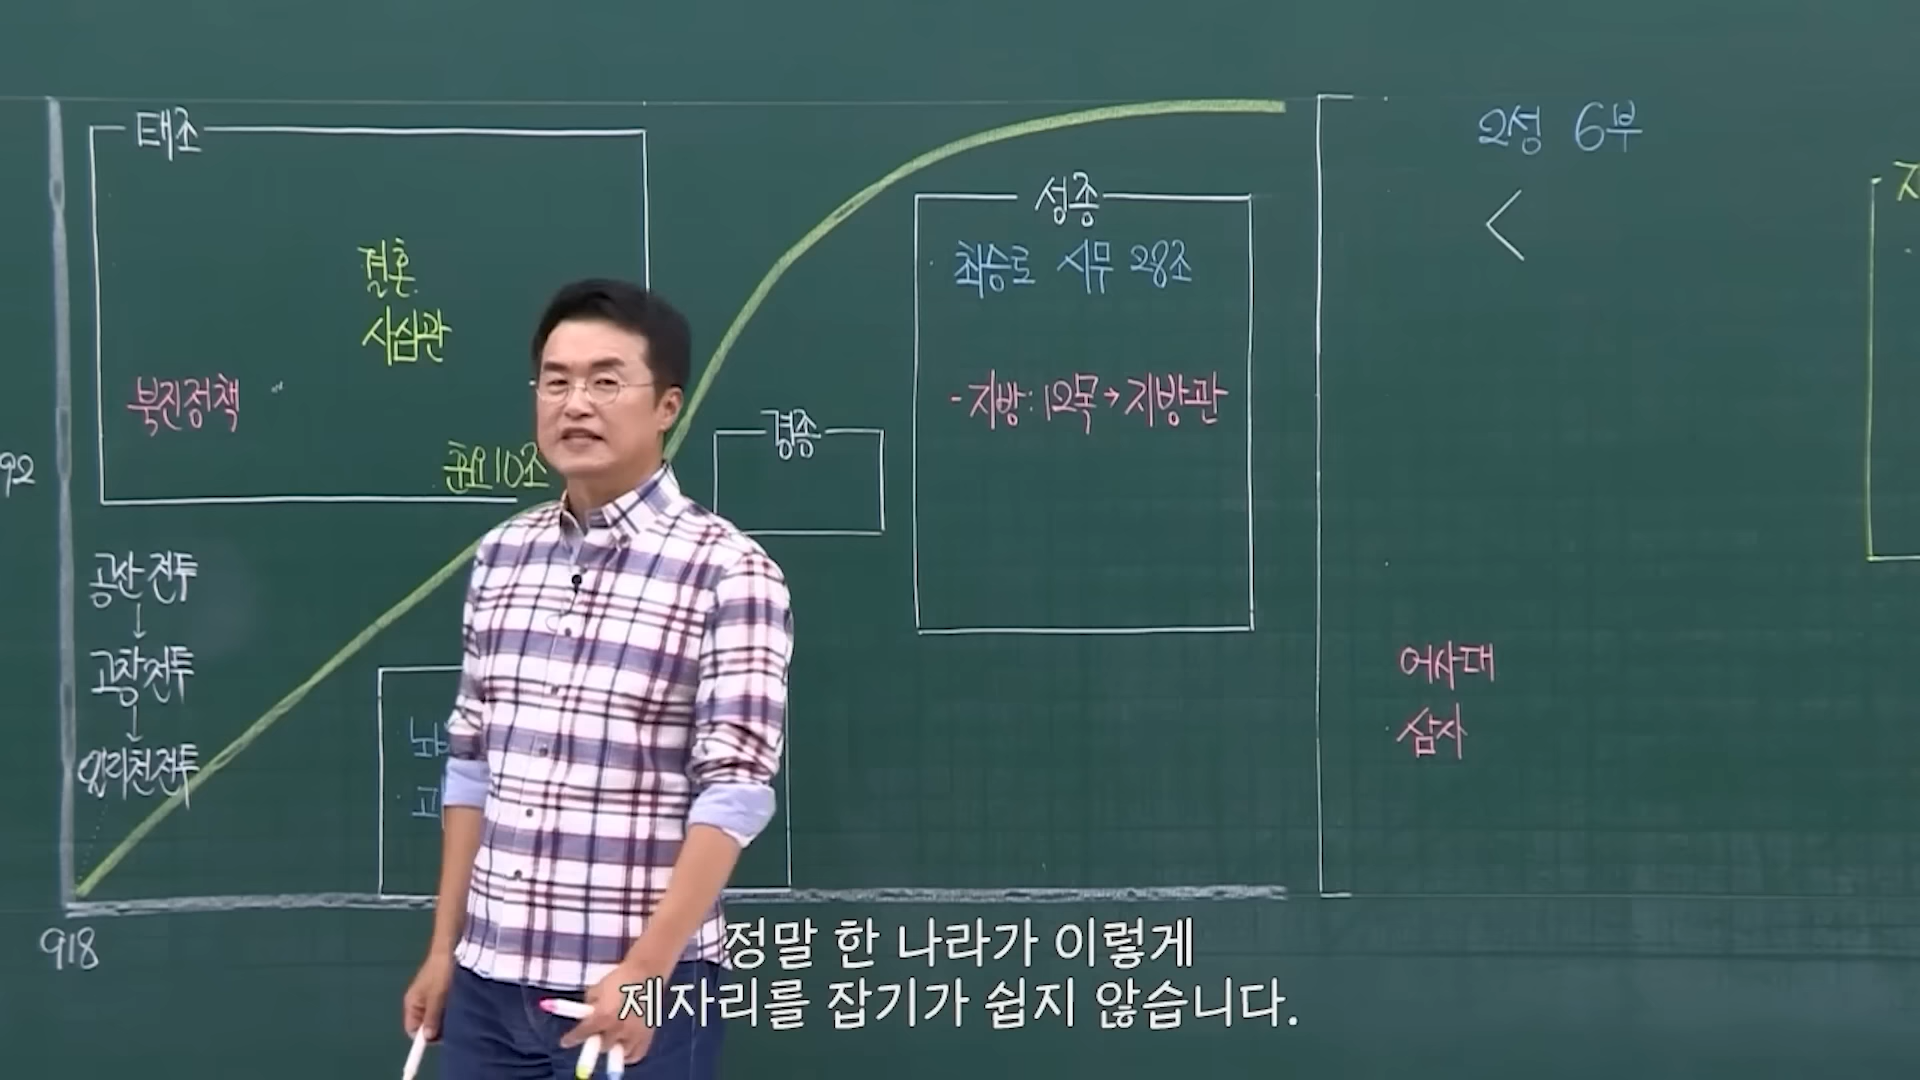 태조
결혼
사심관
북진정책
훈요10조
92
공산 전투
↓
고창전투
↓
일리천전투
918
경종
성종
최승로 시무 28조
- 지방 : 12목 → 지방관
2성 6부
<
어사대
삼사
정말 한 나라가 이렇게
제자리를 잡기가 쉽지 않습니다.